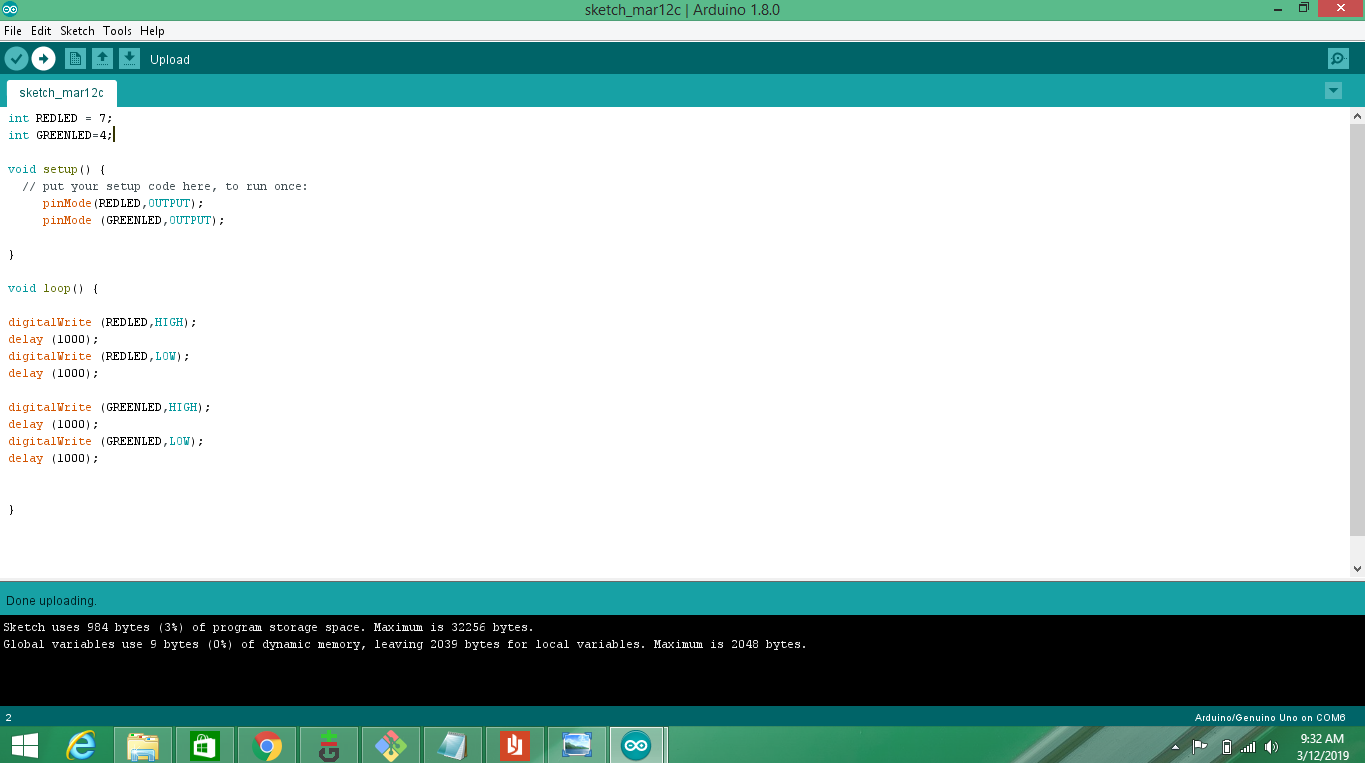 sketch_mar12c | Arduino 1.8.0
File Edit Sketch Tools Help
Upload
sketch_mar12c
int REDLED = 7;
int GREENLED=4;
void setup() {
// put your setup code here, to run once:
pinMode(REDLED,OUTPUT);
pinMode (GREENLED,OUTPUT);
}
void loop() {
digitalWrite (REDLED,HIGH);
delay (1000);
digitalWrite (REDLED,LOW);
delay (1000);
digitalWrite (GREENLED,HIGH);
delay (1000);
digitalWrite (GREENLED,LOW);
delay (1000);
}
Done uploading.
Sketch uses 984 bytes (3%) of program storage space. Maximum is 32256 bytes.
Global variables use 9 bytes (0%) of dynamic memory, leaving 2039 bytes for local variables. Maximum is 2048 bytes.
2
Arduino/Genuino Uno on COM6
9:32 AM
3/12/2019